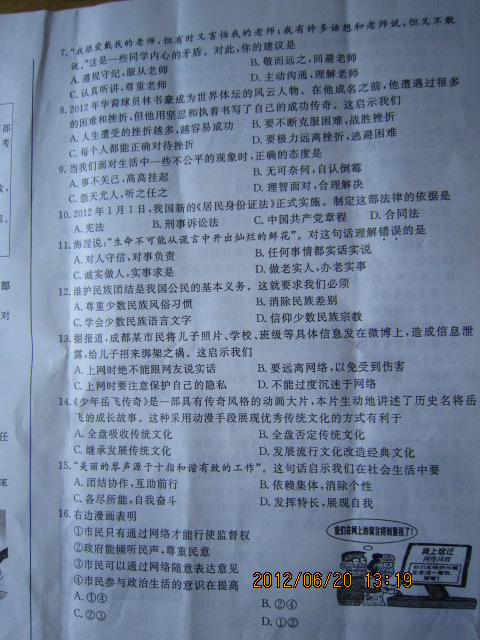 7. “我很爱戴我的老师，但有时又害怕我的老师；我有许多话想和老师说，但又不敢
说。”这是一些同学内心的矛盾。对此，你的建议是
A. 遵规守纪，服从老师 B. 敬而远之，回避老师
C. 认真听讲，尊重老师 D. 主动沟通，理解老师
8. 2012年华裔球员林书豪成为世界体坛的风云人物。在他成名之前，他遭遇过很多
的困难和挫折，但他用坚忍和执着书写了自己的成功传奇。这启示我们
A. 人生遭受的挫折越多，越容易成功 B. 要不断克服困难，战胜挫折
C. 每个人都能正确对待挫折 D. 要极力远离挫折，逃避困难
9. 当我们面对生活中一些不公平的现象时，正确的态度是
A. 事不关己，高高挂起 B. 无可奈何，自认倒霉
C. 怨天尤人，听之任之 D. 理智面对，合理解决
10. 2012年1月1日，我国新的《居民身份证法》正式实施。制定这部法律的依据是
A. 宪法 B. 刑事诉讼法 C. 中国共产党章程 D. 合同法
11. 海涅说：“生命不可能从谎言中开出灿烂的鲜花”。对这句话理解错误的是
A. 对人守信，对事负责 B. 任何事情都实话实说
C. 诚实做人，实事求是 D. 做老实人，办老实事
12. 维护民族团结是我国公民的基本义务。这就要求我们必须
A. 尊重少数民族风俗习惯 B. 消除民族差别
C. 学会少数民族语言文字 D. 信仰少数民族宗教
13. 据报道，成都某市民将儿子照片、学校、班级等具体信息发在微博上，造成信息泄
露，给儿子招来绑架之祸。这启示我们
A. 上网时绝不能跟网友说实话 B. 要远离网络，以免受到伤害
C. 上网时要注意保护自己的隐私 D. 不能过度沉迷于网络
14. 《少年岳飞传奇》是一部具有传奇风格的动画大片，本片生动地讲述了历史名将岳
飞的成长故事。这种采用动漫手段展现优秀传统文化的方式有利于
A. 全盘吸收传统文化 B. 全盘否定传统文化
C. 继承发展传统文化 D. 发展流行文化改造经典文化
15. “美丽的琴声源于十指和谐有致的工作”。这句话启示我们在社会生活中要
A. 团结协作，互助前行 B. 依赖集体，消除个性
C. 各尽所能，自我奋斗 D. 发挥特长，展现自我
16. 右边漫画表明
①市民只有通过网络才能行使监督权
②政府能倾听民声，尊重民意
③市民可以通过网络随意表达意见
④市民参与政治生活的意识在提高
A. ①④ B. ②④
C. ②③ D. ①②
我们在网上的留言得到重视了！
网上宿迁
网络问政
2012/06/20 13:19
部
考
部
对
任